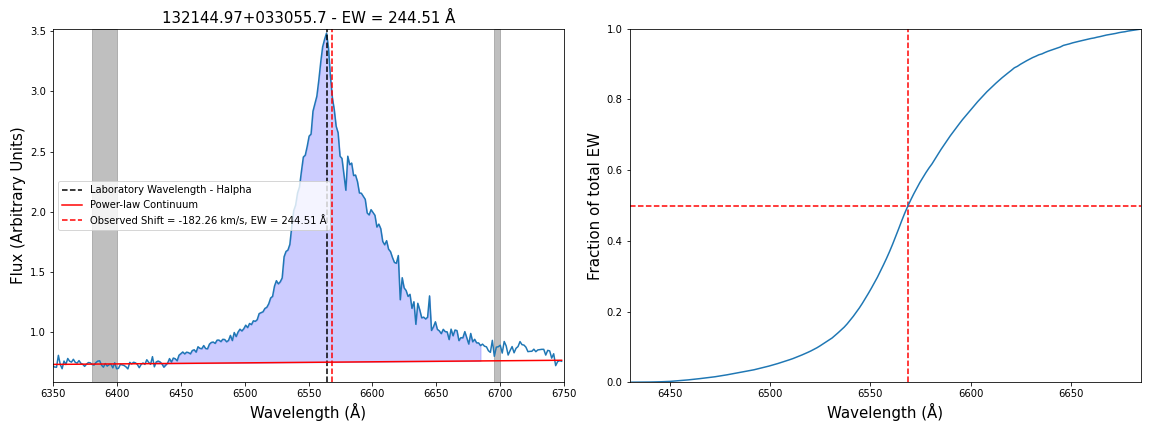 132144.97+033055.7 - EW = 244.51 Å
Flux (Arbitrary Units)
3.5
3.0
2.5
2.0
1.5
1.0
Laboratory Wavelength - Halpha
Power-law Continuum
Observed Shift = -182.26 km/s, EW = 244.51 Å
6350 6400 6450 6500 6550 6600 6650 6700 6750
Wavelength (Å)
Fraction of total EW
1.0
0.8
0.6
0.4
0.2
0.0
6450 6500 6550 6600 6650
Wavelength (Å)